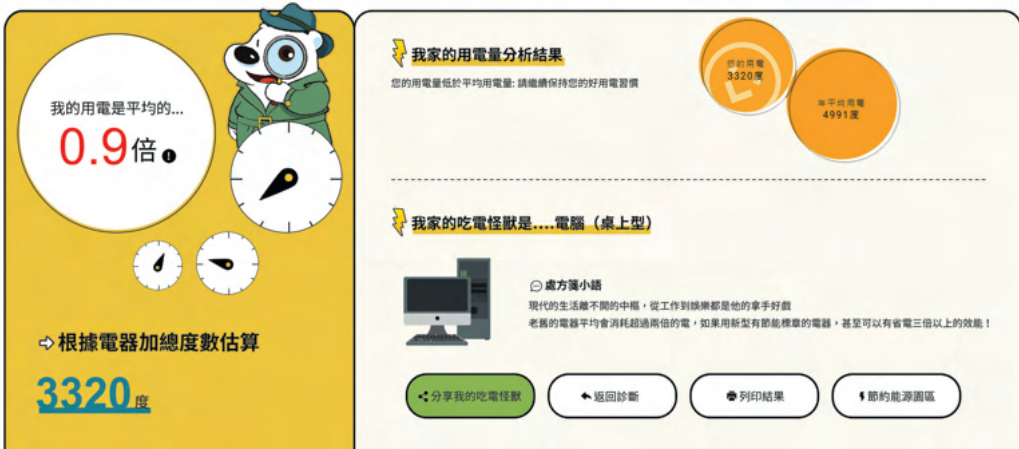 我的用電是平均的...
0.9倍
根據電器加總度數估算
3320度
我家的用電量分析結果
您的用電量低於平均用電量: 請繼續保持您的好用電習慣
您的用電
3320度
年平均用電
4991度
我家的吃電怪獸是....電腦（桌上型）
處方箋小語
現代的生活離不開的中樞，從工作到娛樂都是他的拿手好戲
老舊的電器平均會消耗超過兩倍的電，如果用新型有節能標章的電器，甚至可以有省電三倍以上的效能！
分享我的吃電怪獸
返回診斷
列印結果
節約能源園區